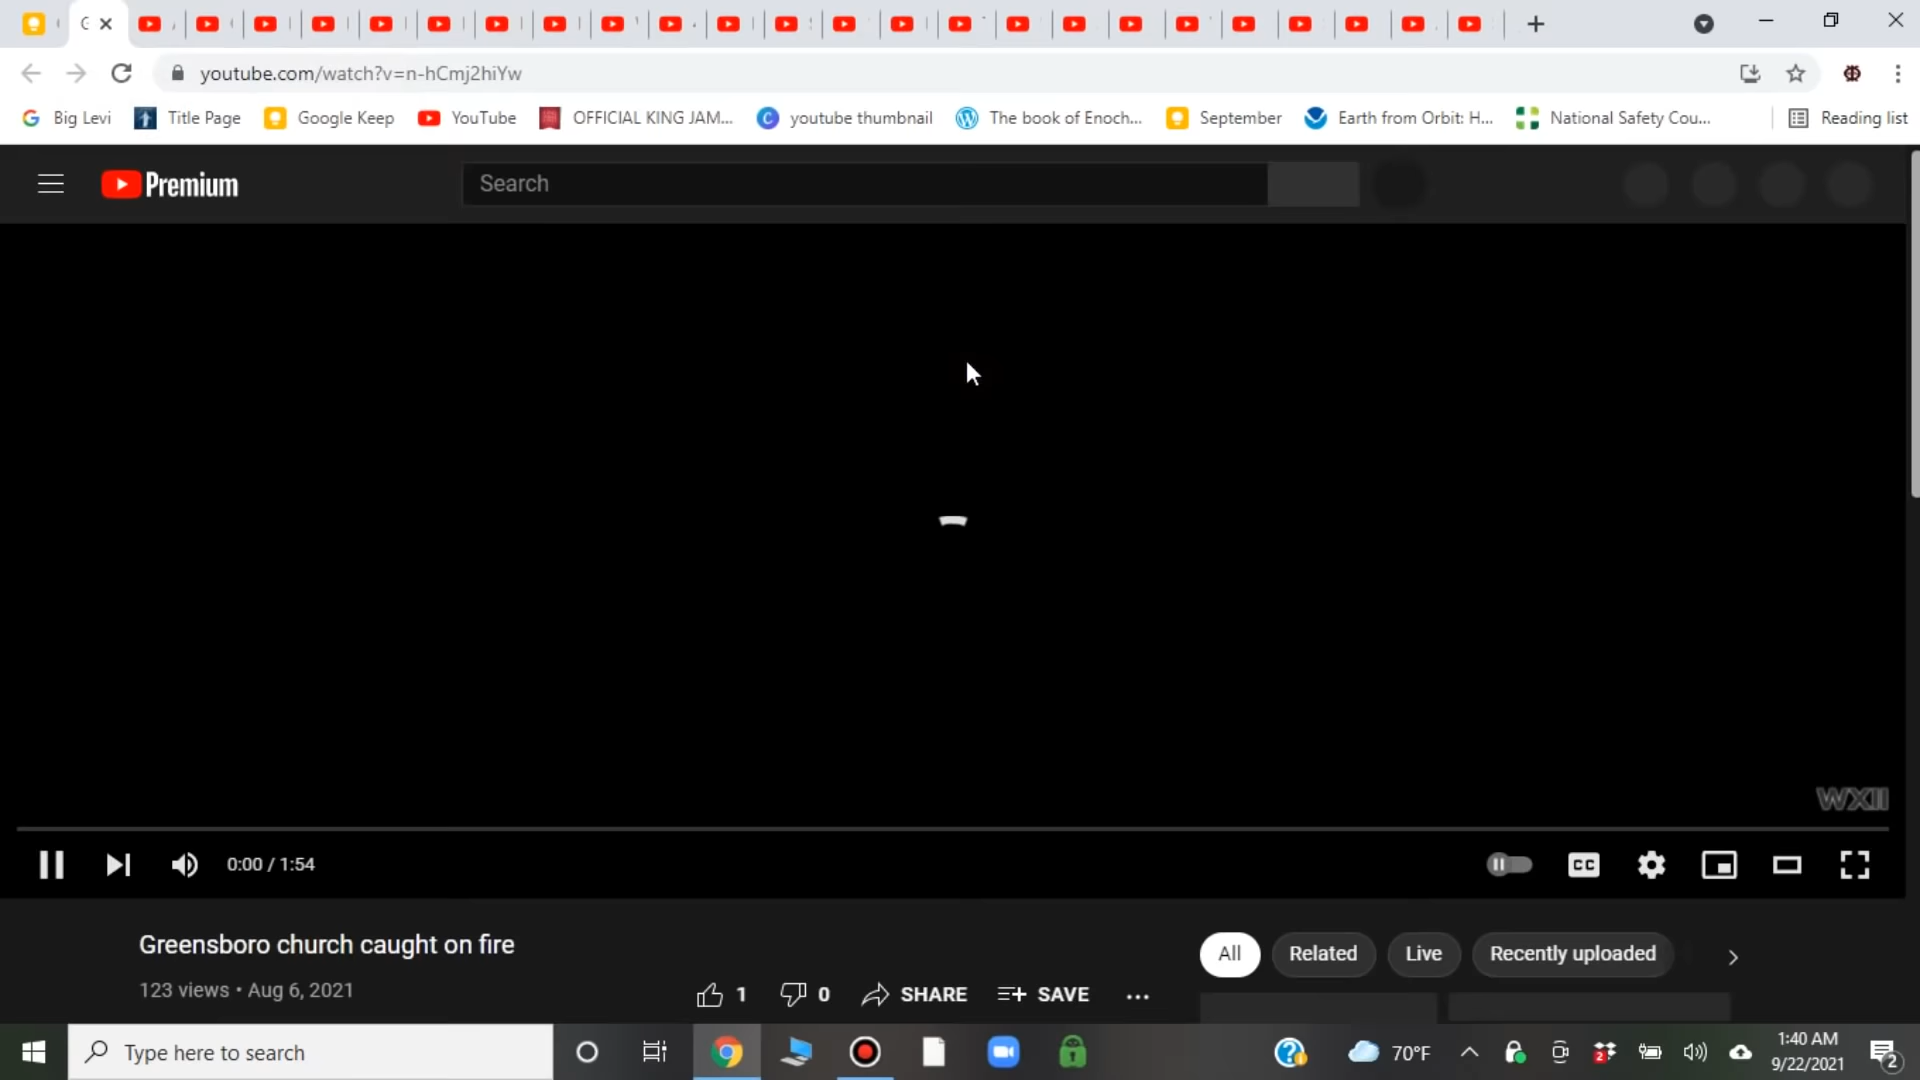 youtube.com/watch?v=n-hCmj2hiYw
Big Levi
Title Page
Google Keep
YouTube
OFFICIAL KING JAM...
youtube thumbnail
The book of Enoch...
September
Earth from Orbit: H...
National Safety Cou...
Reading list
Premium
Search
WXII
0:00 / 1:54
CC
Greensboro church caught on fire
123 views • Aug 6, 2021
1
0
SHARE
SAVE
All
Related
Live
Recently uploaded
Type here to search
70°F
1:40 AM
9/22/2021
2
2